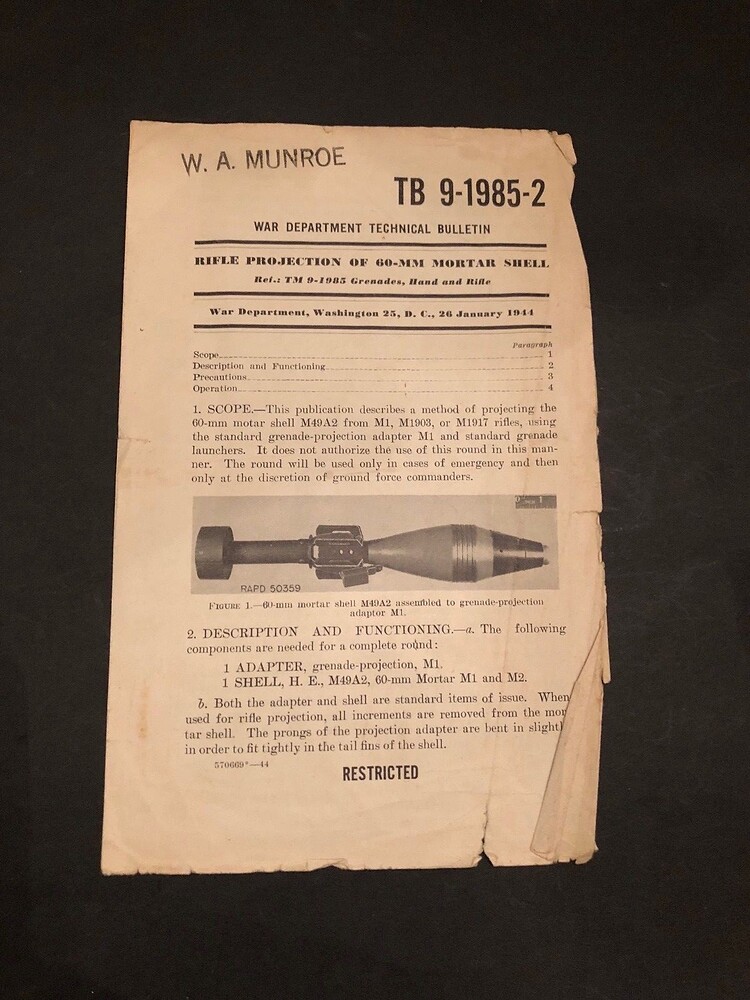 W. A. MUNROE
TB 9-1985-2
WAR DEPARTMENT TECHNICAL BULLETIN
RIFLE PROJECTION OF 60-MM MORTAR SHELL
Ref.: TM 9-1985 Grenades, Hand and Rifle
War Department, Washington 25, D. C., 26 January 1944
Paragraph
Scope 1
Description and Functioning 2
Precautions 3
Operation 4
1. SCOPE.—This publication describes a method of projecting the
60-mm motar shell M49A2 from M1, M1903, or M1917 rifles, using
the standard grenade-projection adapter M1 and standard grenade
launchers. It does not authorize the use of this round in this man-
ner. The round will be used only in cases of emergency and then
only at the discretion of ground force commanders.
RAPD 50359
FIGURE 1.—60-mm mortar shell M49A2 assembled to grenade-projection
adaptor M1.
2. DESCRIPTION AND FUNCTIONING.—a. The following
components are needed for a complete round:
1 ADAPTER, grenade-projection, M1.
1 SHELL, H. E., M49A2, 60-mm Mortar M1 and M2.
b. Both the adapter and shell are standard items of issue. When
used for rifle projection, all increments are removed from the mor
tar shell. The prongs of the projection adapter are bent in slightl
in order to fit tightly in the tail fins of the shell.
570669°—44
RESTRICTED